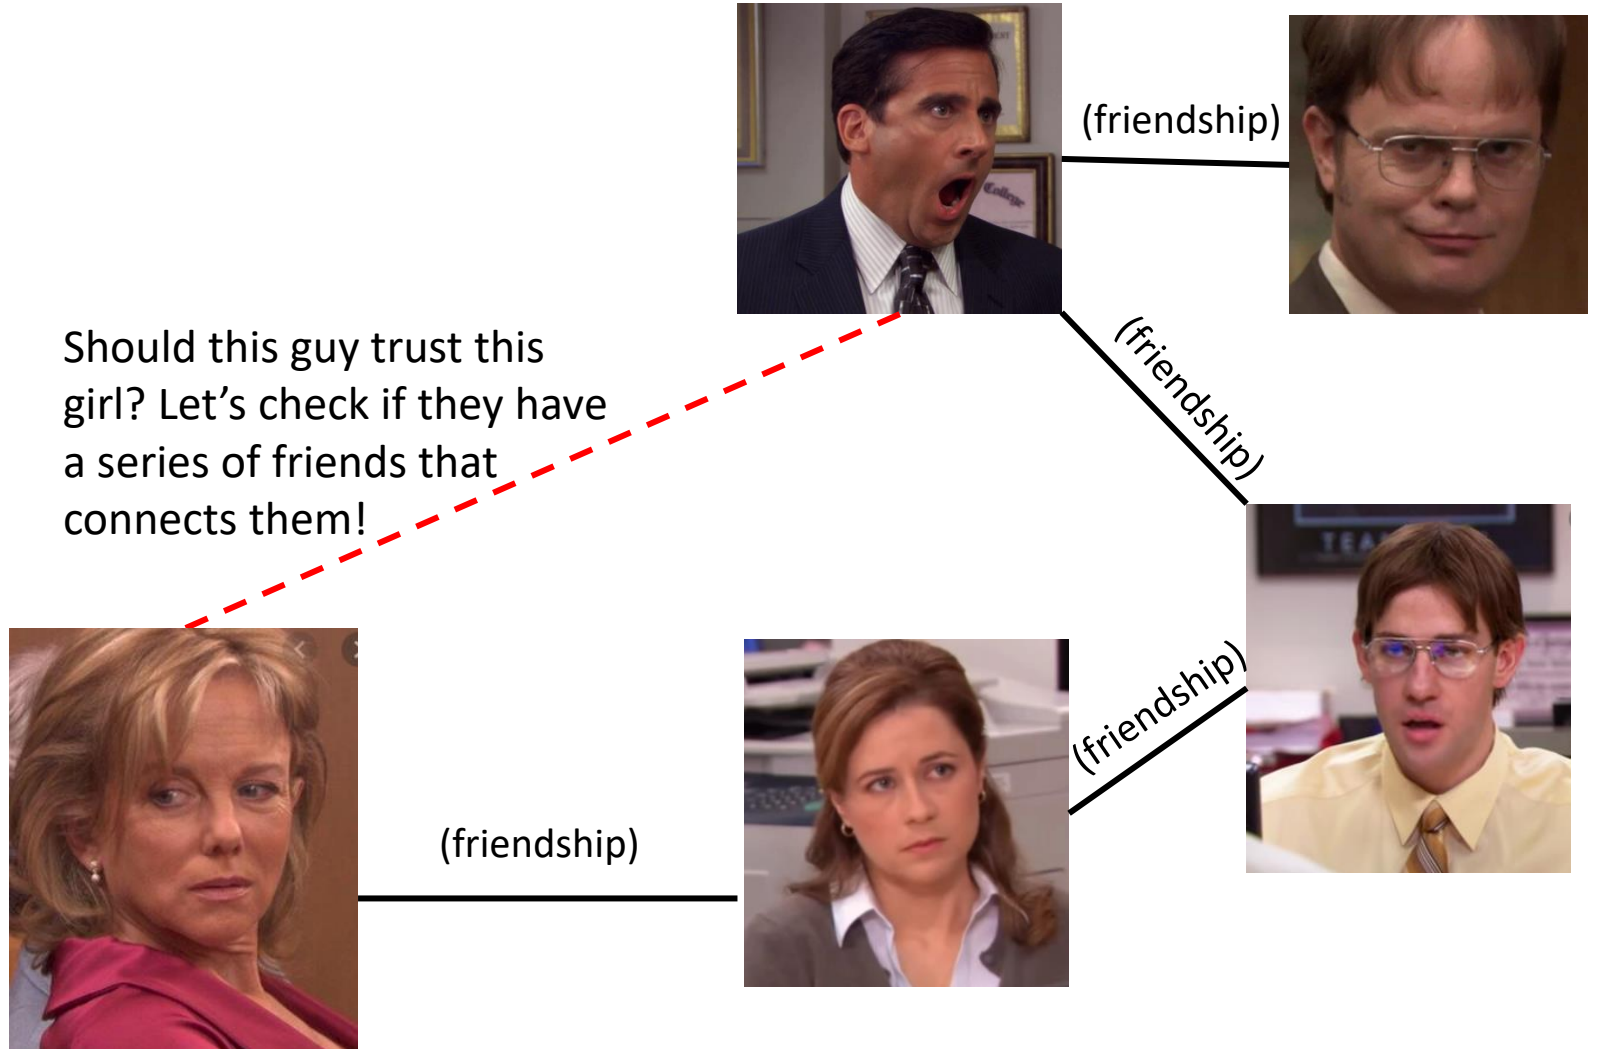 (friendship)
College
(friendship)
Should this guy trust this
girl? Let’s check if they have
a series of friends that
connects them!
(friendship)
(friendship)